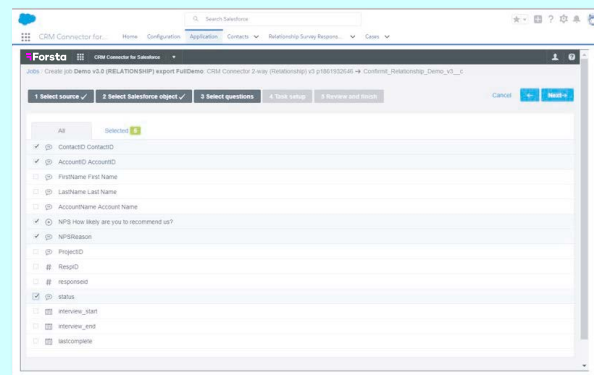 Search Salesforce
CRM Connector for... Home Configuration Application Contacts Relationship Survey Respons... Cases
Forsta CRM Connector for Salesforce
Jobs Create job Demo v3.0 (RELATIONSHIP) export FullDemo: CRM Connector 2-way (Relationship) v3 p1861932646 → Confirmit_Relationship_Demo_v3__c
1 Select source ✓ 2 Select Salesforce object ✓ 3 Select questions 4 Task setup 5 Review and finish Cancel ← Next→
All Selected
ContactID ContactID
AccountID AccountID
FirstName First Name
LastName Last Name
AccountName Account Name
NPS How likely are you to recommend us?
NPSReason
ProjectID
# RespID
# responseid
status
interview_start
interview_end
lastcomplete